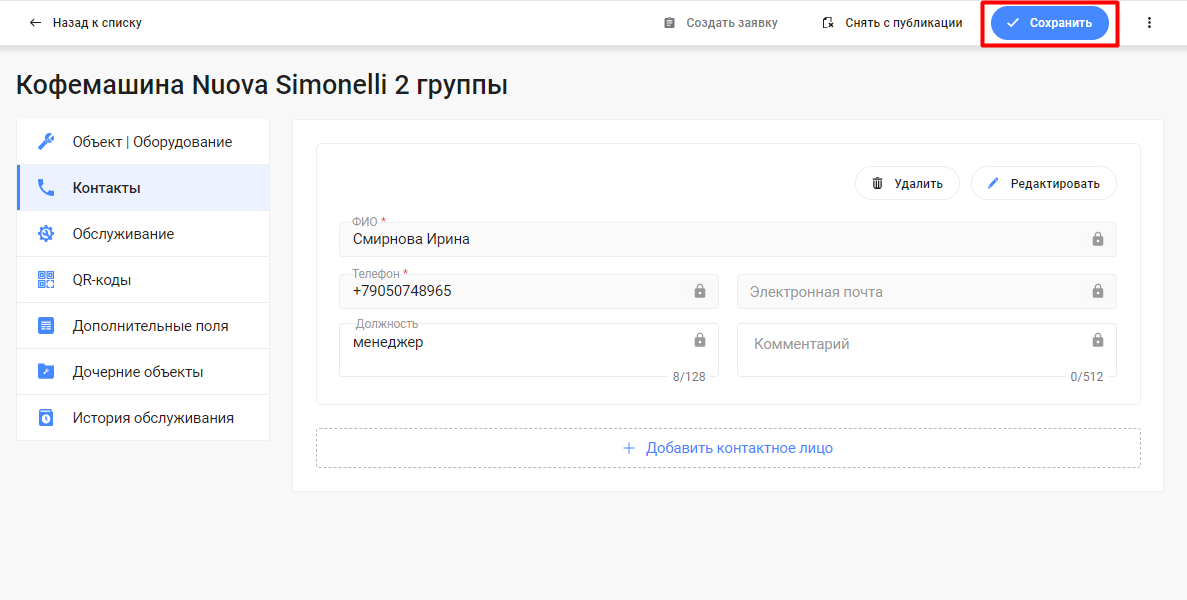 Назад к списку
Создать заявку
Снять с публикации
Сохранить
Кофемашина Nuova Simonelli 2 группы
Объект | Оборудование
Контакты
Обслуживание
QR-коды
Дополнительные поля
Дочерние объекты
История обслуживания
Удалить
Редактировать
ФИО *
Смирнова Ирина
Телефон *
+79050748965
Электронная почта
Должность
менеджер
8/128
Комментарий
0/512
+ Добавить контактное лицо